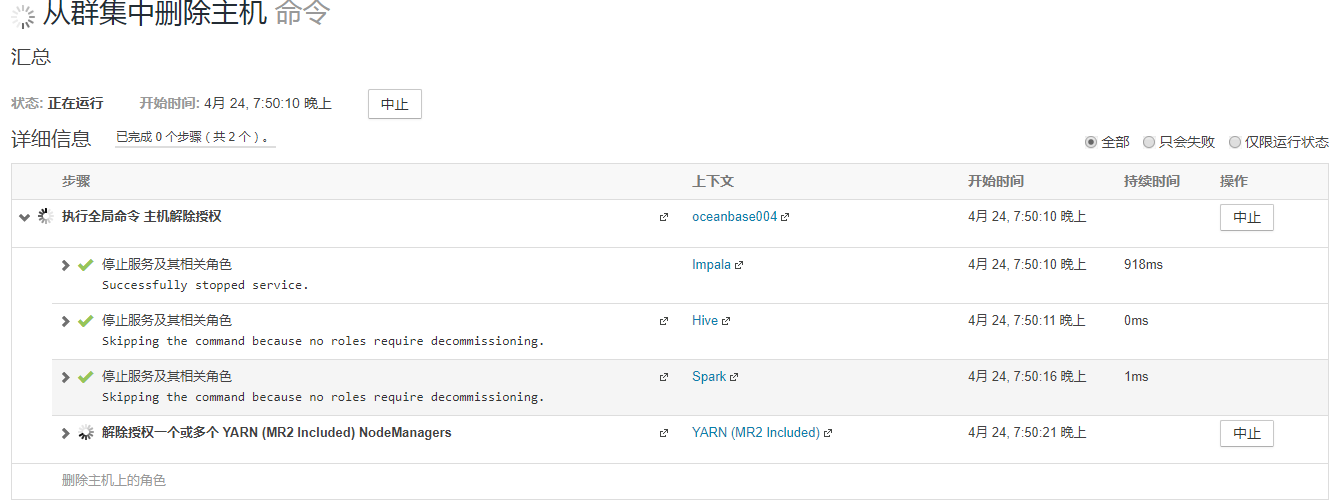 从群集中删除主机 命令
汇总
状态: 正在运行 开始时间: 4月 24, 7:50:10 晚上 中止
详细信息 已完成 0 个步骤（共 2 个）。 全部 只会失败 仅限运行状态
步骤 上下文 开始时间 持续时间 操作
执行全局命令 主机解除授权 oceanbase004 4月 24, 7:50:10 晚上 中止
停止服务及其相关角色 Impala 4月 24, 7:50:10 晚上 918ms
Successfully stopped service.
停止服务及其相关角色 Hive 4月 24, 7:50:11 晚上 0ms
Skipping the command because no roles require decommissioning.
停止服务及其相关角色 Spark 4月 24, 7:50:16 晚上 1ms
Skipping the command because no roles require decommissioning.
解除授权一个或多个 YARN (MR2 Included) NodeManagers YARN (MR2 Included) 4月 24, 7:50:21 晚上 中止
删除主机上的角色